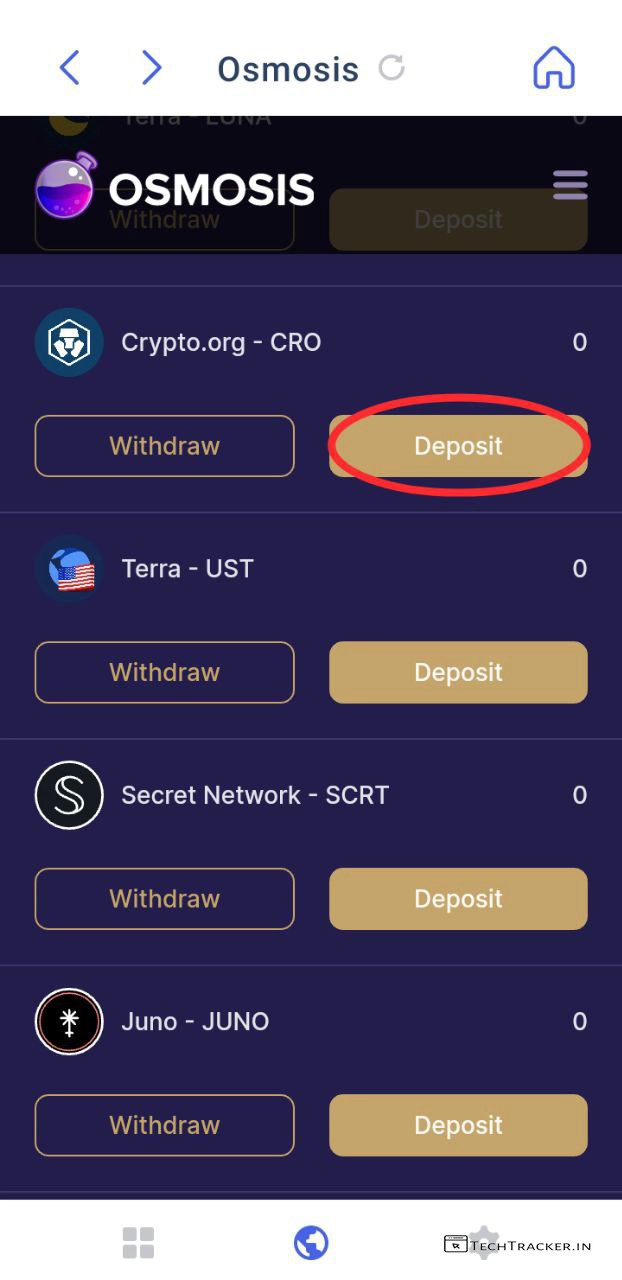 Osmosis
Terra - LUNA 0
OSMOSIS
Withdraw Deposit
Crypto.org - CRO 0
Withdraw Deposit
Terra - UST 0
Withdraw Deposit
Secret Network - SCRT 0
Withdraw Deposit
Juno - JUNO 0
Withdraw Deposit
TECHTRACKER.IN